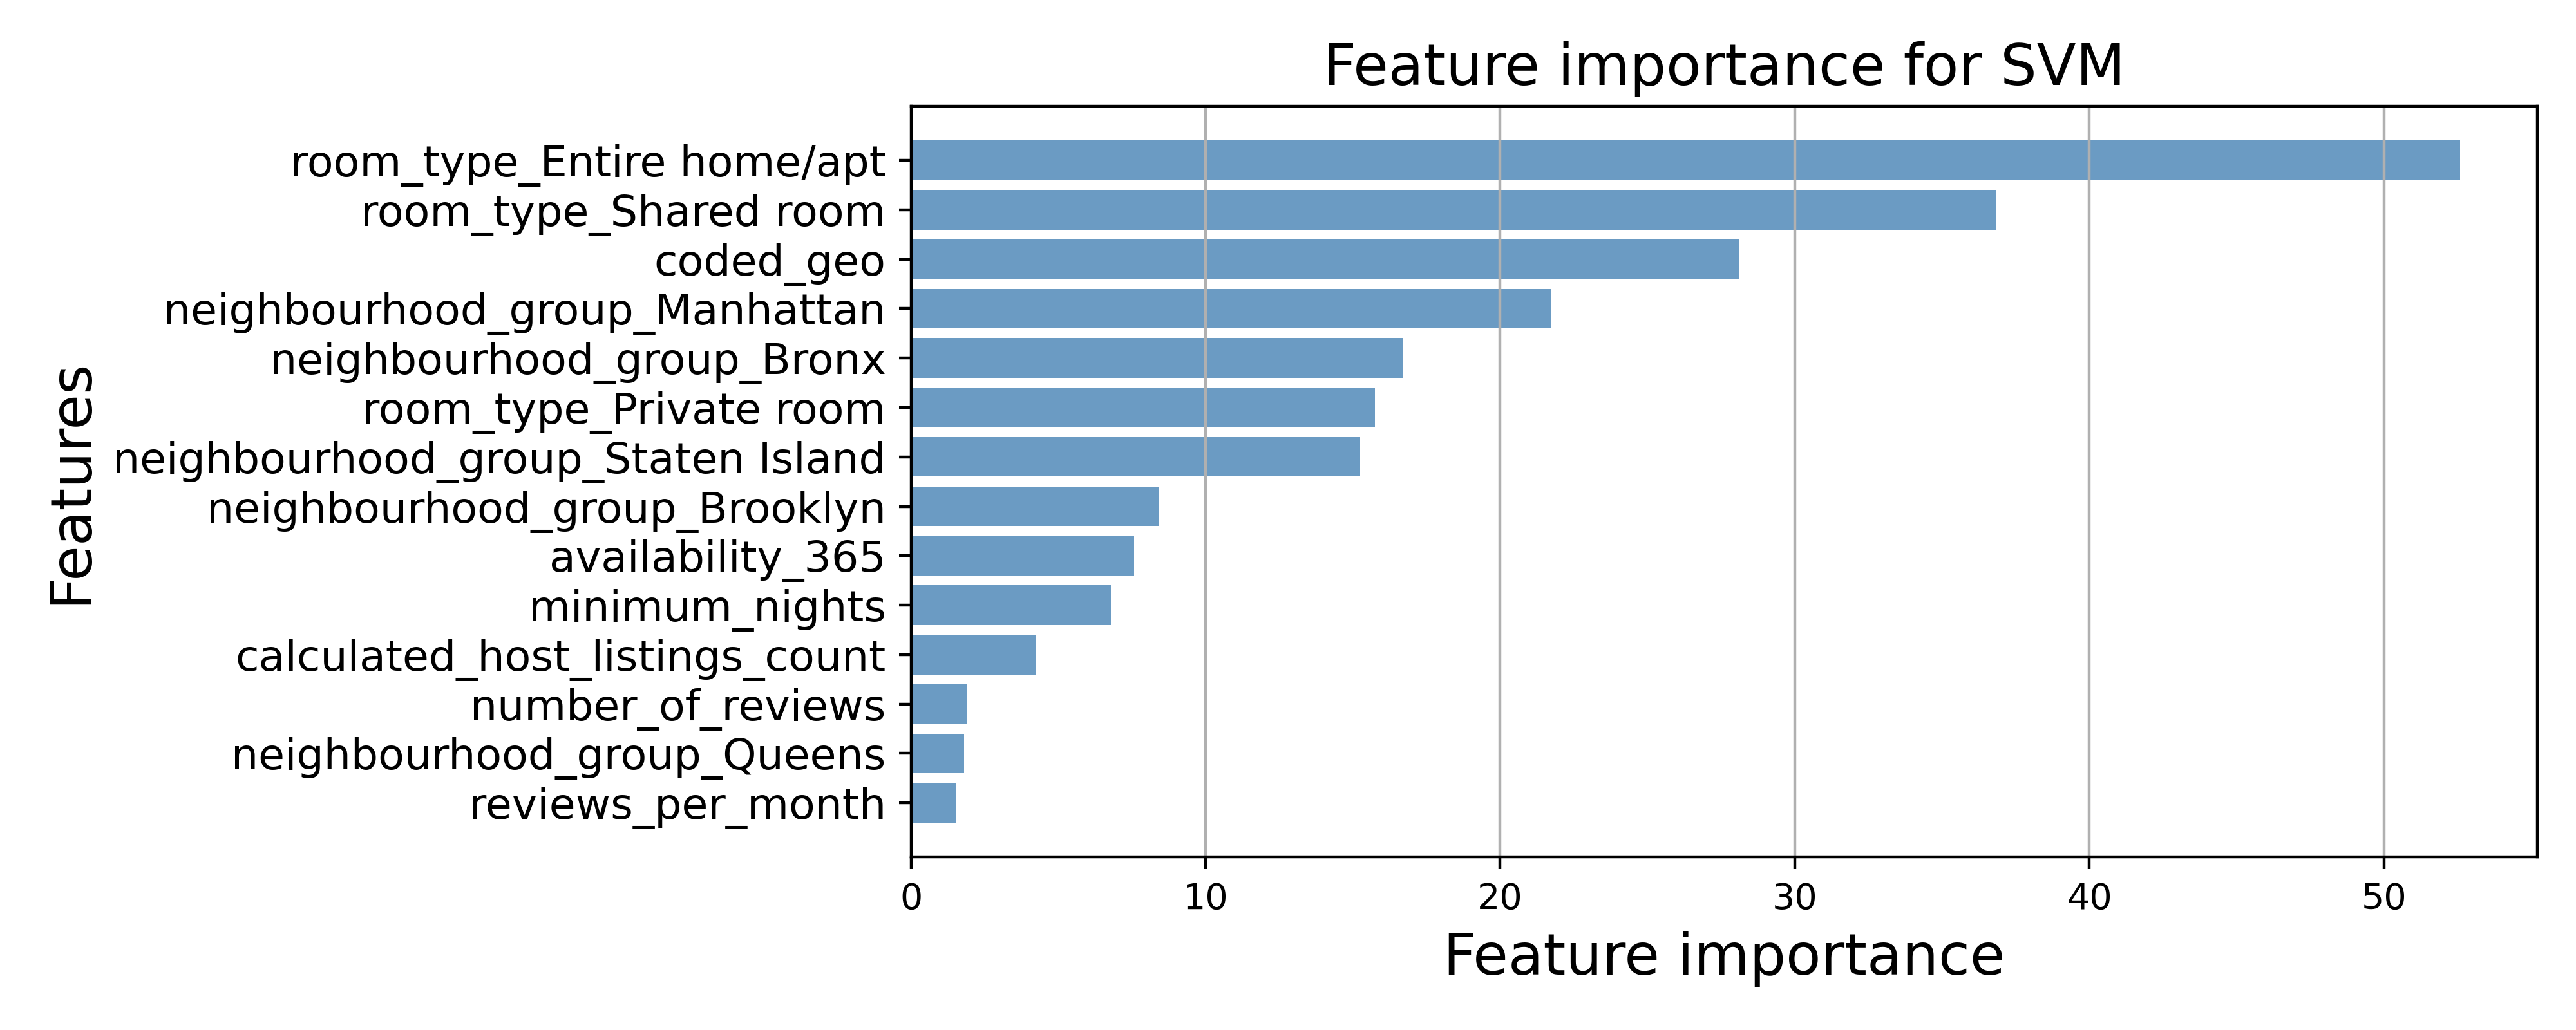 Feature importance for SVM
Features
room_type_Entire home/apt
room_type_Shared room
coded_geo
neighbourhood_group_Manhattan
neighbourhood_group_Bronx
room_type_Private room
neighbourhood_group_Staten Island
neighbourhood_group_Brooklyn
availability_365
minimum_nights
calculated_host_listings_count
number_of_reviews
neighbourhood_group_Queens
reviews_per_month
0 10 20 30 40 50
Feature importance